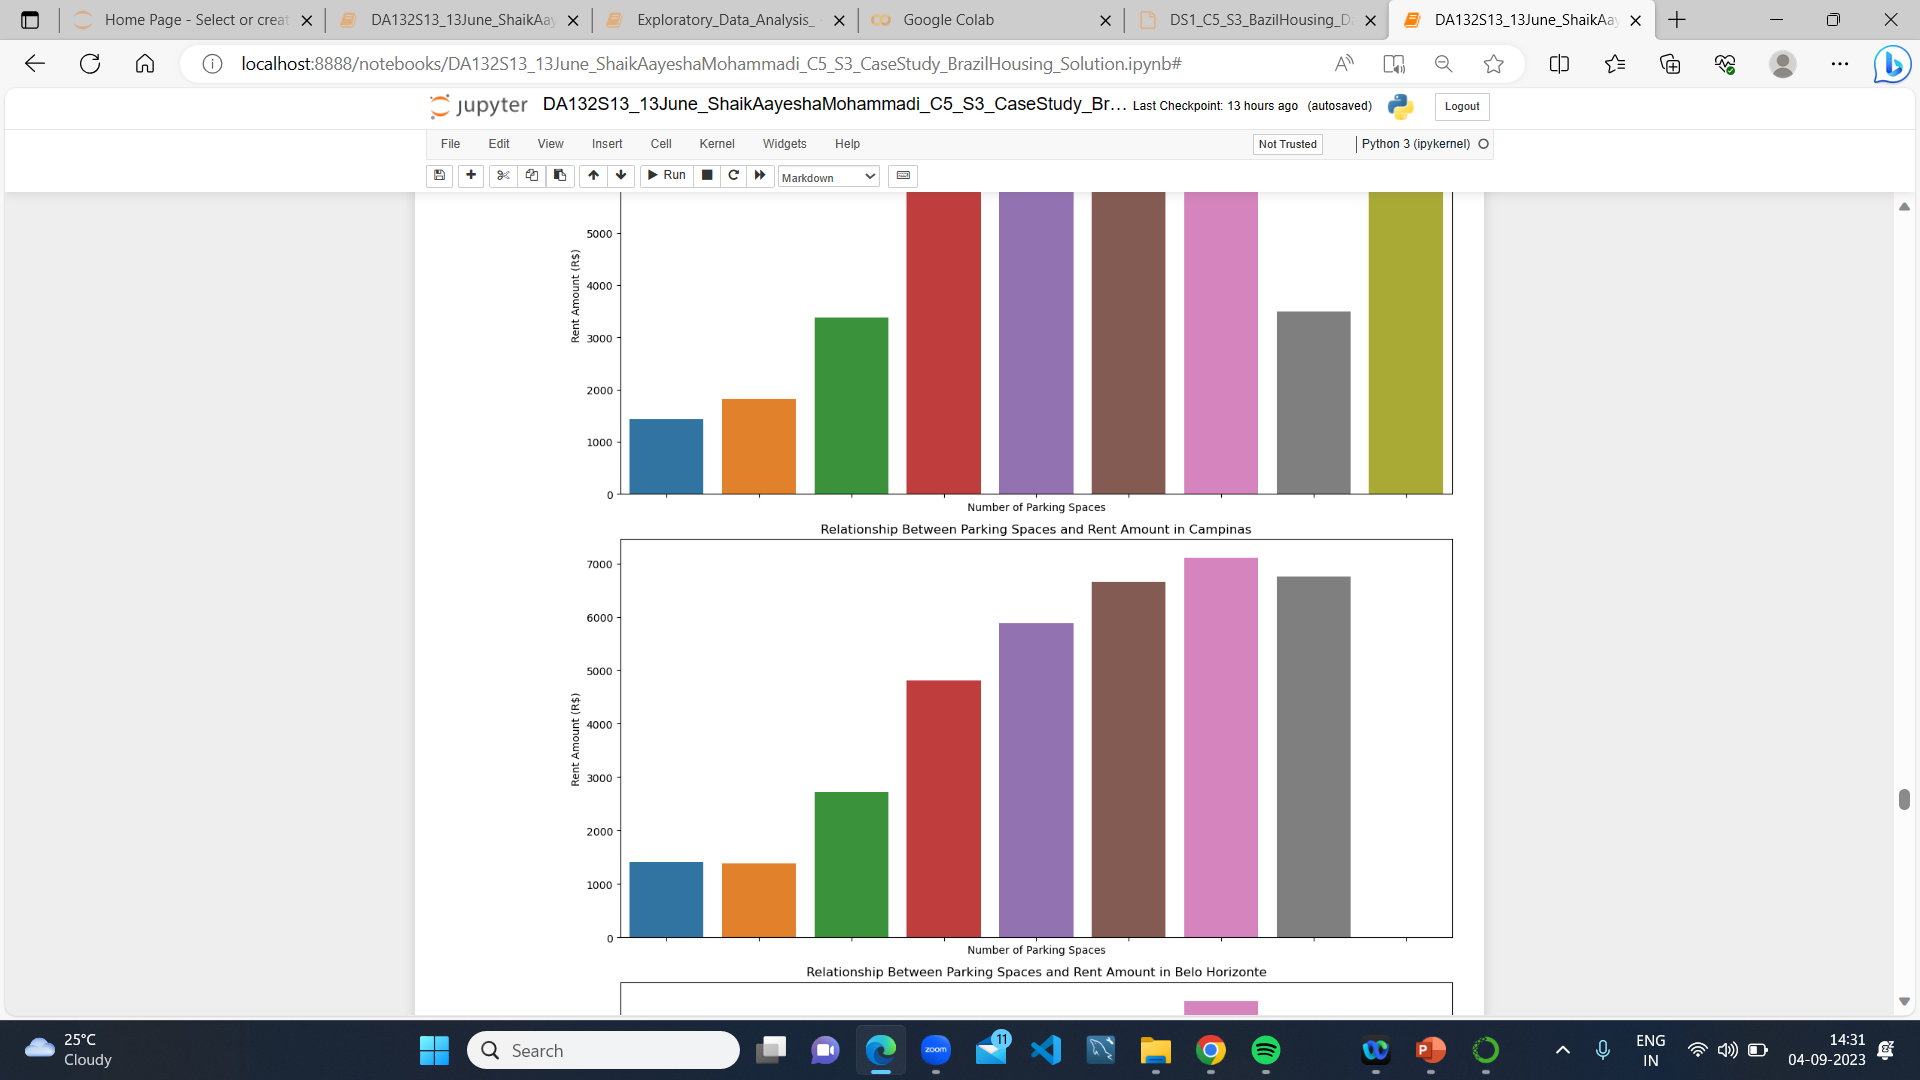 Home Page - Select or creat
DA132S13_13June_ShaikAay
Exploratory_Data_Analysis_
Google Colab
DS1_C5_S3_BazilHousing_D
DA132S13_13June_ShaikAay
localhost:8888/notebooks/DA132S13_13June_ShaikAayeshaMohammadi_C5_S3_CaseStudy_BrazilHousing_Solution.ipynb#
jupyter DA132S13_13June_ShaikAayeshaMohammadi_C5_S3_CaseStudy_Br... Last Checkpoint: 13 hours ago (autosaved) Logout
File Edit View Insert Cell Kernel Widgets Help Not Trusted Python 3 (ipykernel)
Run Markdown
5000
4000
3000
2000
1000
0
Rent Amount (R$)
Number of Parking Spaces
Relationship Between Parking Spaces and Rent Amount in Campinas
7000
6000
5000
4000
3000
2000
1000
0
Rent Amount (R$)
Number of Parking Spaces
Relationship Between Parking Spaces and Rent Amount in Belo Horizonte
25°C
Cloudy
Search
zoom
11
ENG
IN
14:31
04-09-2023